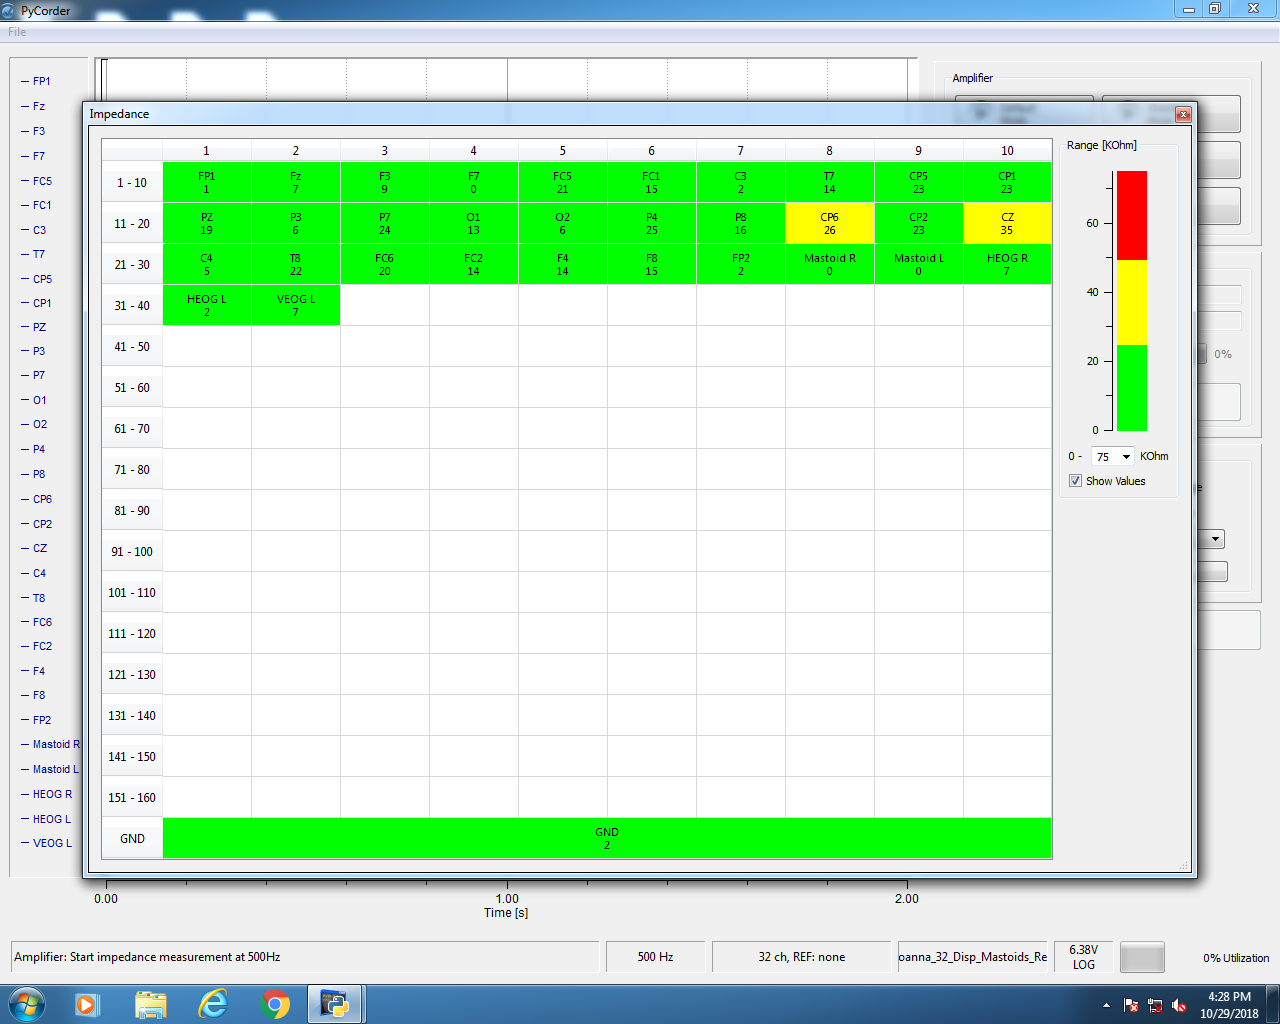 PyCorder
File
Amplifier
Impedance
FP1
Fz
F3
F7
FC5
FC1
C3
T7
CP5
CP1
PZ
P3
P7
O1
O2
P4
P8
CP6
CP2
CZ
C4
T8
FC6
FC2
F4
F8
FP2
Mastoid R
Mastoid L
HEOG R
HEOG L
VEOG L
1 2 3 4 5 6 7 8 9 10
1 - 10 FP1 Fz F3 F7 FC5 FC1 C3 T7 CP5 CP1
1 7 9 0 21 15 2 14 23 23
11 - 20 PZ P3 P7 O1 O2 P4 P8 CP6 CP2 CZ
19 6 24 13 6 25 16 26 23 35
21 - 30 C4 T8 FC6 FC2 F4 F8 FP2 Mastoid R Mastoid L HEOG R
5 22 20 14 14 15 2 0 0 7
31 - 40 HEOG L VEOG L
2 7
41 - 50
51 - 60
61 - 70
71 - 80
81 - 90
91 - 100
101 - 110
111 - 120
121 - 130
131 - 140
141 - 150
151 - 160
GND GND
2
Range [KOhm]
60
40
20
0
0 - 75 KOhm
Show Values
0%
0.00 1.00 2.00
Time [s]
Amplifier: Start impedance measurement at 500Hz
500 Hz
32 ch, REF: none
oanna_32_Disp_Mastoids_Re
6.38V
LOG
0% Utilization
4:28 PM
10/29/2018